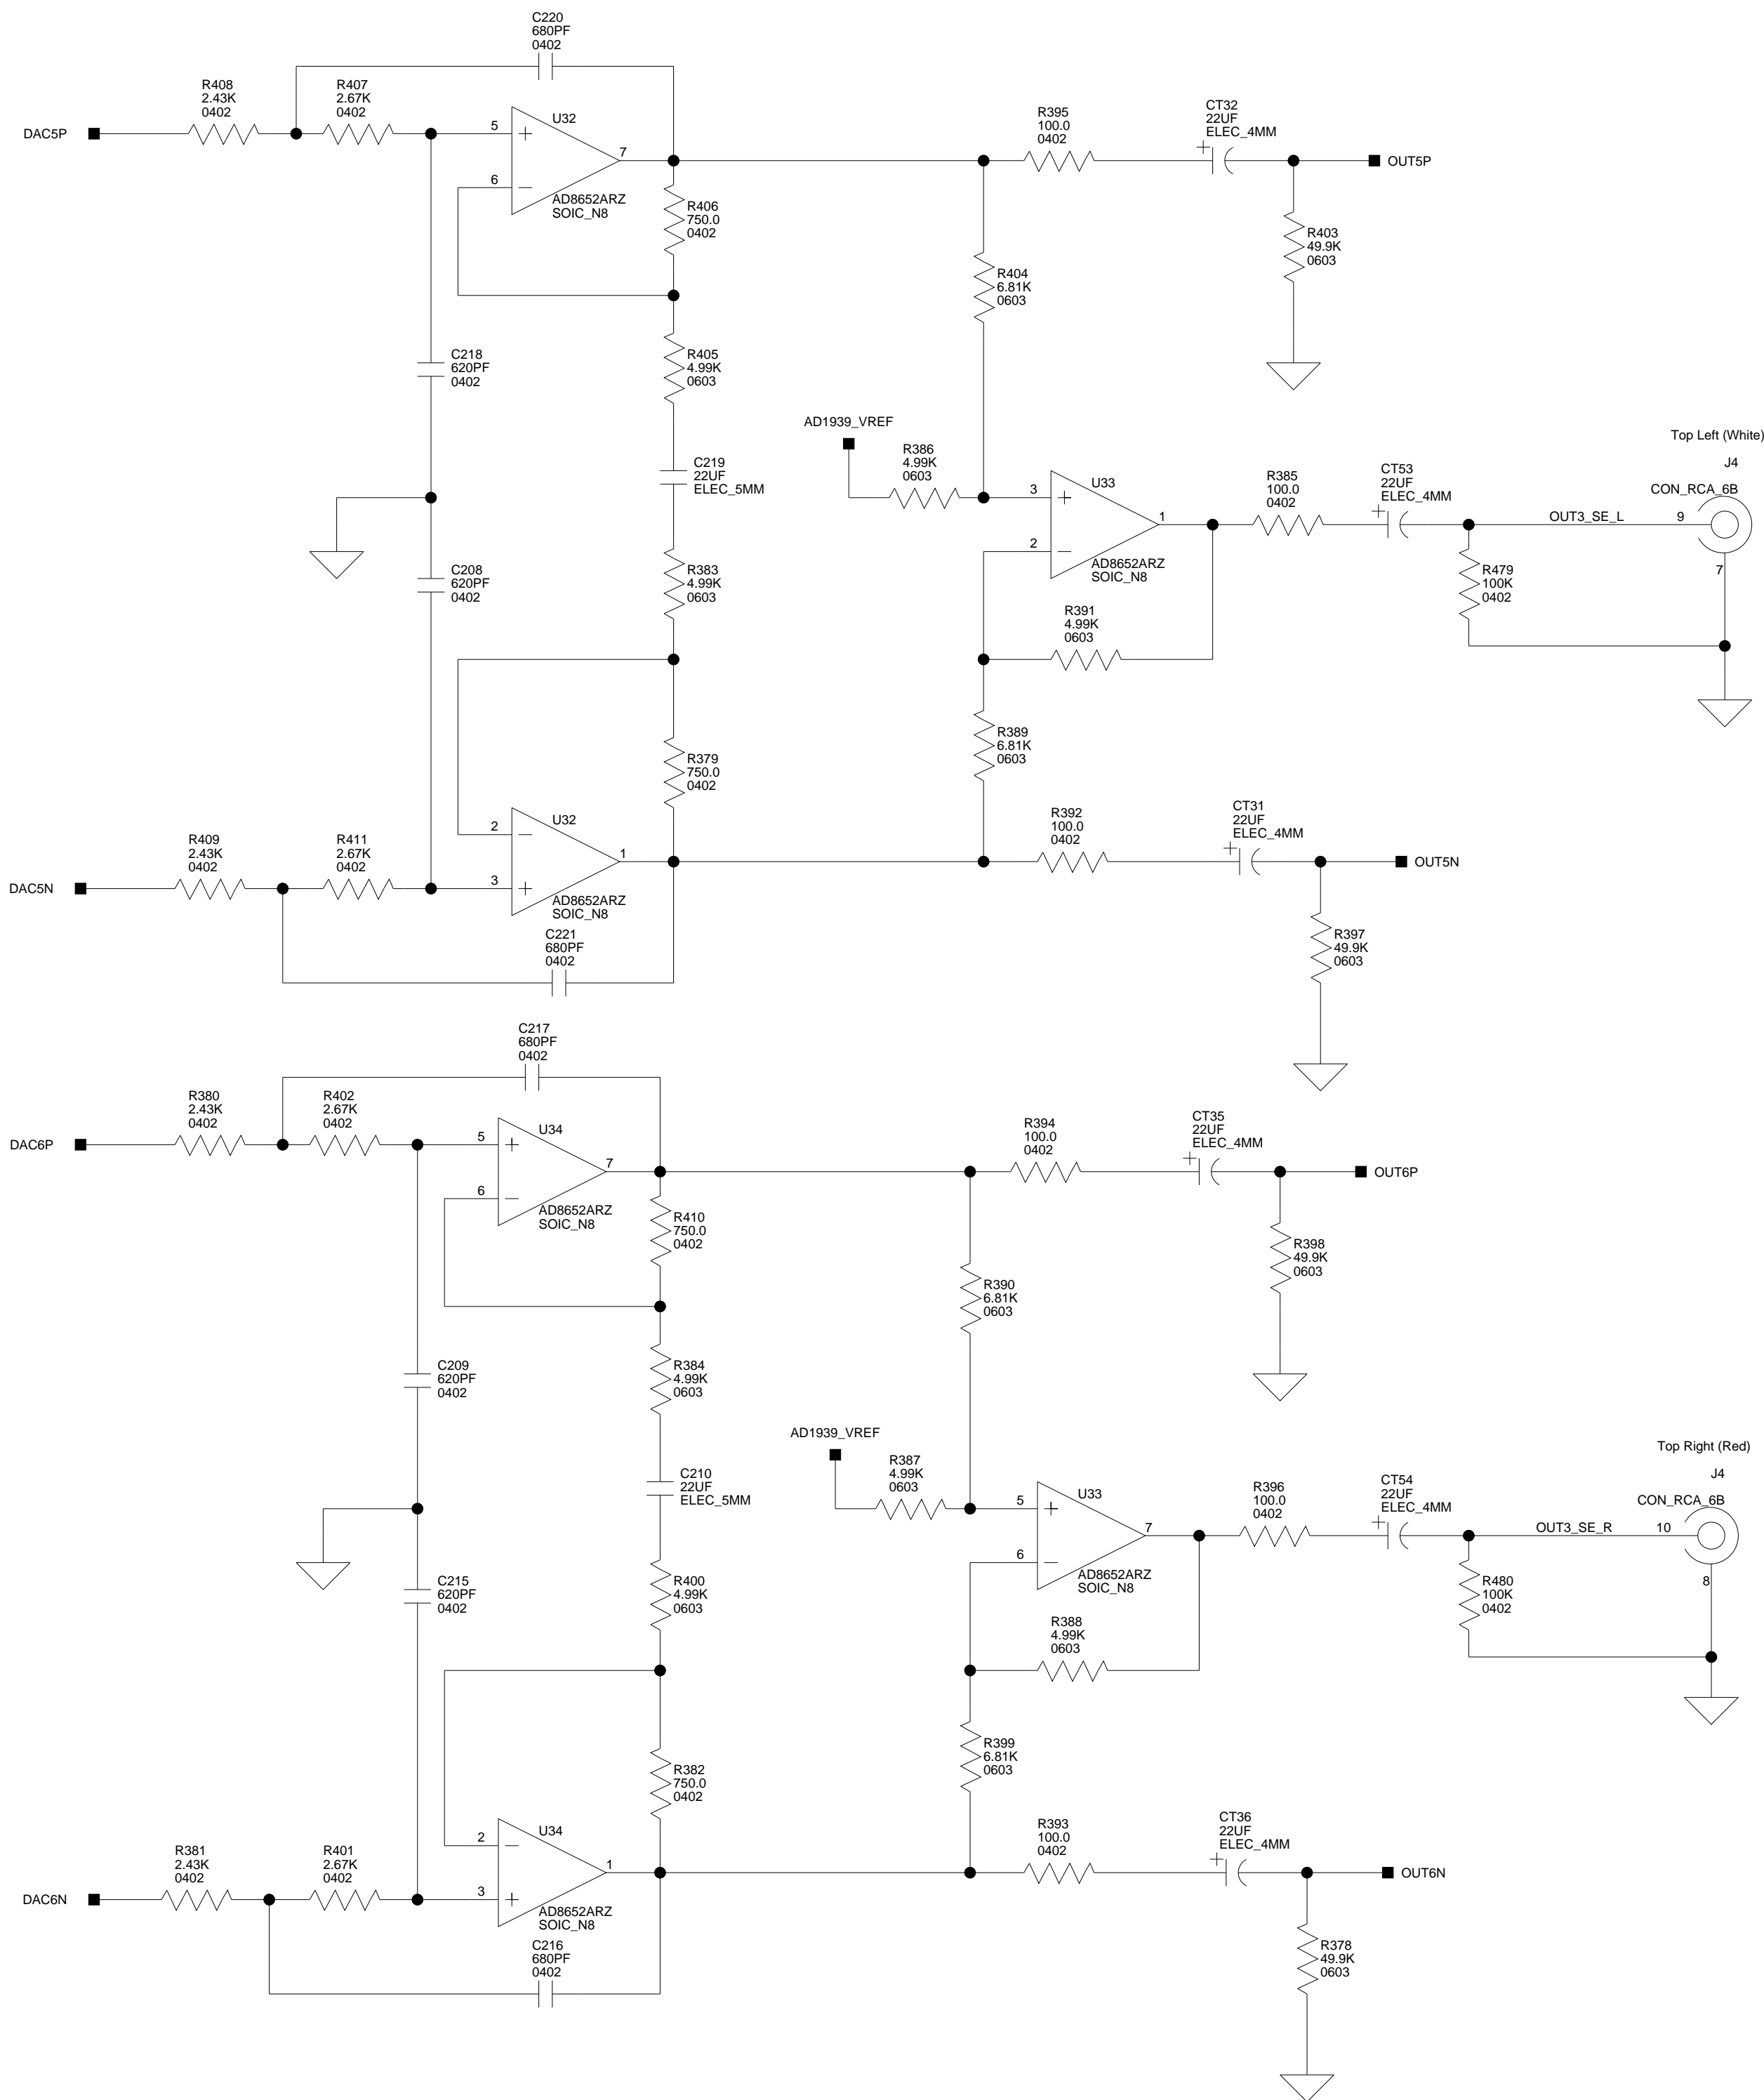 C220
680PF
0402
R408
2.43K
0402
R407
2.67K
0402
DAC5P
5
U32
7
6
AD8652ARZ
SOIC_N8
R406
750.0
0402
R395
100.0
0402
CT32
22UF
ELEC_4MM
OUT5P
R403
49.9K
0603
R404
6.81K
0603
C218
620PF
0402
R405
4.99K
0603
AD1939_VREF
R386
4.99K
0603
C219
22UF
ELEC_5MM
3
U33
1
2
AD8652ARZ
SOIC_N8
R385
100.0
0402
CT53
22UF
ELEC_4MM
Top Left (White)
J4
CON_RCA_6B
OUT3_SE_L
9
7
R479
100K
0402
C208
620PF
0402
R383
4.99K
0603
R391
4.99K
0603
R389
6.81K
0603
R379
750.0
0402
R409
2.43K
0402
R411
2.67K
0402
DAC5N
2
U32
1
3
AD8652ARZ
SOIC_N8
R392
100.0
0402
CT31
22UF
ELEC_4MM
OUT5N
C221
680PF
0402
R397
49.9K
0603
C217
680PF
0402
R380
2.43K
0402
R402
2.67K
0402
DAC6P
5
U34
7
6
AD8652ARZ
SOIC_N8
R410
750.0
0402
R394
100.0
0402
CT35
22UF
ELEC_4MM
OUT6P
R398
49.9K
0603
R390
6.81K
0603
C209
620PF
0402
R384
4.99K
0603
AD1939_VREF
R387
4.99K
0603
C210
22UF
ELEC_5MM
5
U33
7
6
AD8652ARZ
SOIC_N8
R396
100.0
0402
CT54
22UF
ELEC_4MM
Top Right (Red)
J4
CON_RCA_6B
OUT3_SE_R
10
8
R480
100K
0402
C215
620PF
0402
R400
4.99K
0603
R388
4.99K
0603
R399
6.81K
0603
R382
750.0
0402
R381
2.43K
0402
R401
2.67K
0402
DAC6N
2
U34
1
3
AD8652ARZ
SOIC_N8
R393
100.0
0402
CT36
22UF
ELEC_4MM
OUT6N
C216
680PF
0402
R378
49.9K
0603